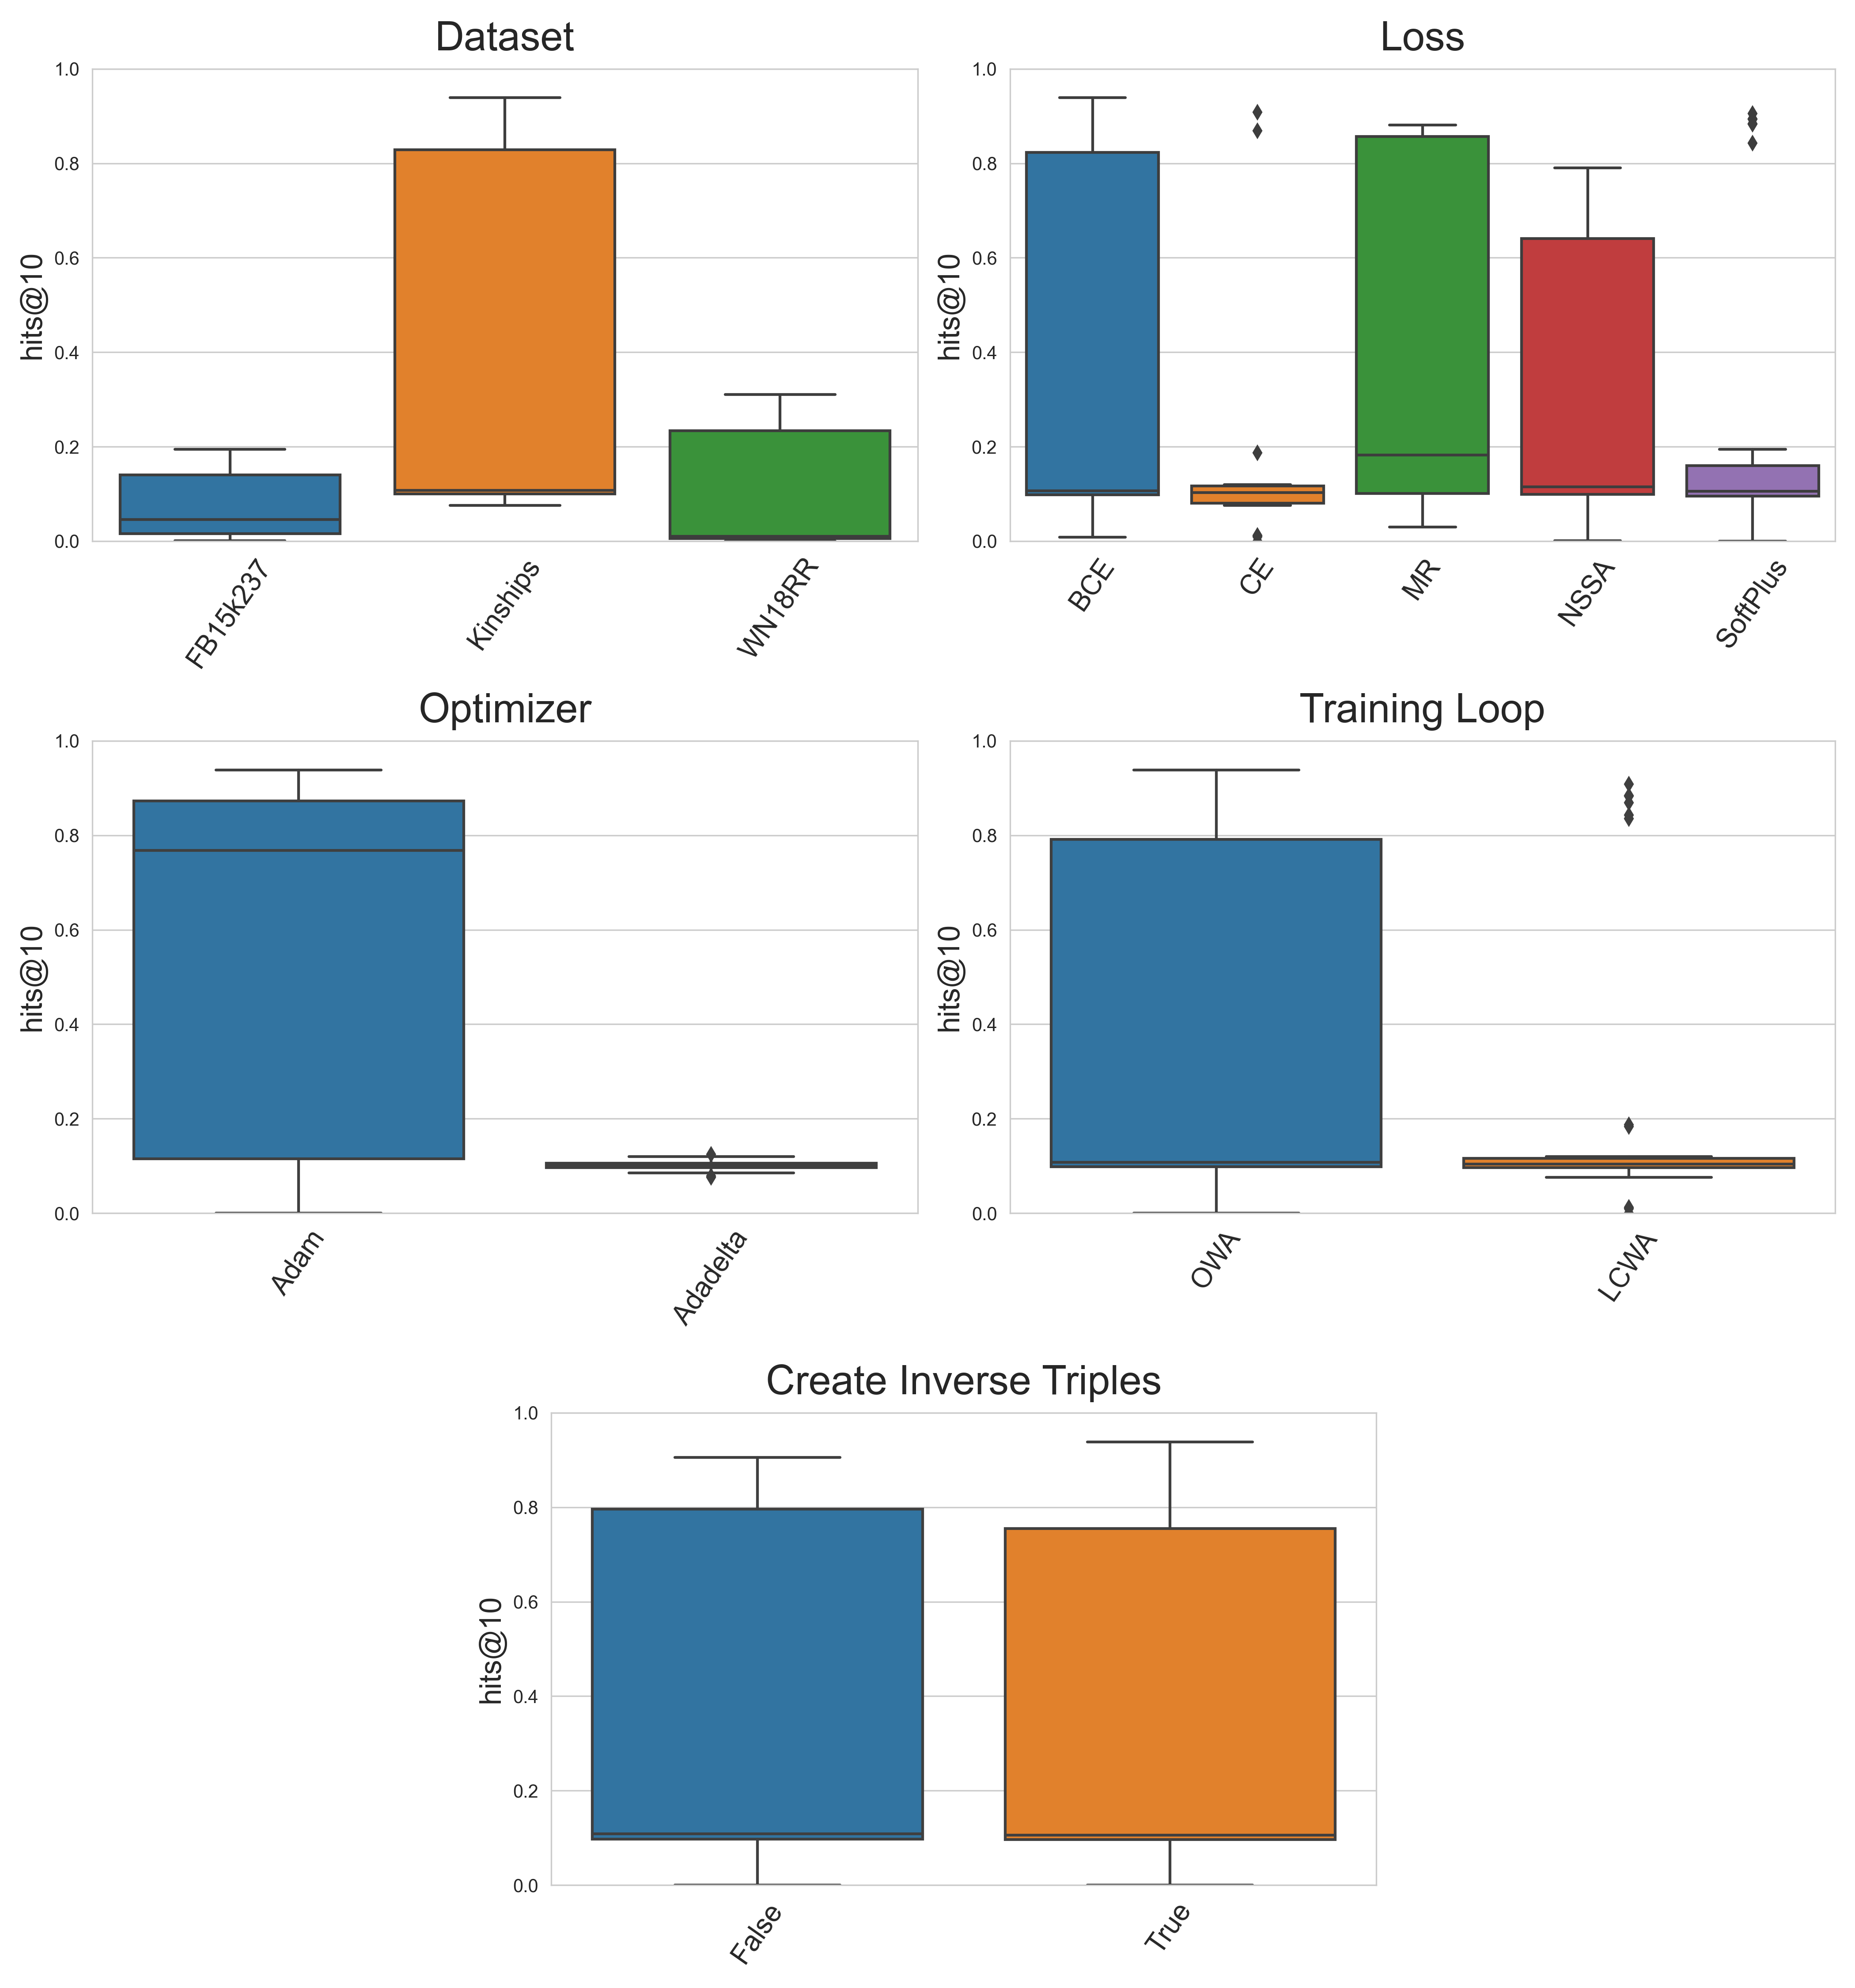 Dataset
1.0
0.8
0.6
0.4
0.2
0.0
hits@10
FB15k237
Kinships
WN18RR
Loss
1.0
0.8
0.6
0.4
0.2
0.0
hits@10
BCE
CE
MR
NSSA
SoftPlus
Optimizer
1.0
0.8
0.6
0.4
0.2
0.0
hits@10
Adam
Adadelta
Training Loop
1.0
0.8
0.6
0.4
0.2
0.0
hits@10
OWA
LCWA
Create Inverse Triples
1.0
0.8
0.6
0.4
0.2
0.0
hits@10
False
True